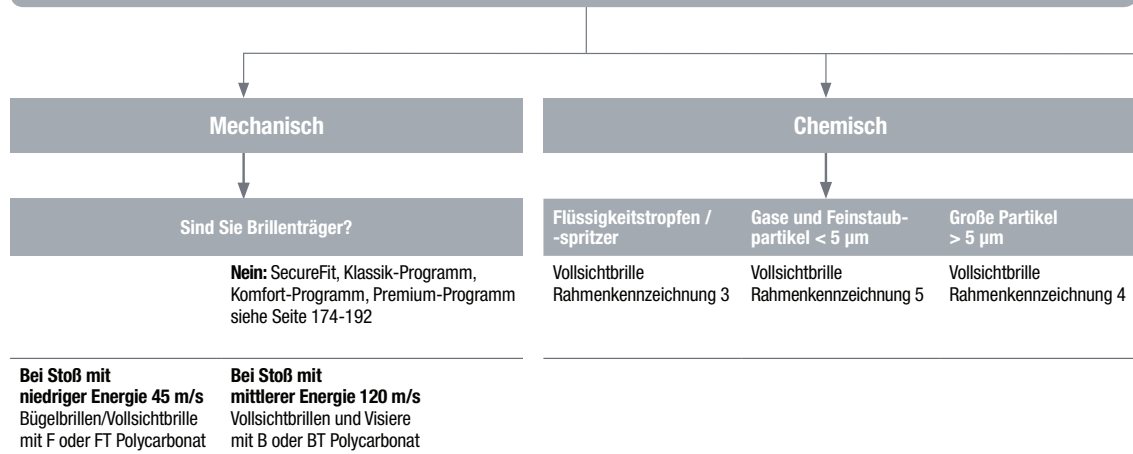 Mechanisch
Sind Sie Brillenträger?
Nein: SecureFit, Klassik-Programm,
Komfort-Programm, Premium-Programm
siehe Seite 174-192
Bei Stoß mit
niedriger Energie 45 m/s
Bügelbrillen/Vollsichtbrille
mit F oder FT Polycarbonat
Bei Stoß mit
mittlerer Energie 120 m/s
Vollsichtbrillen und Visiere
mit B oder BT Polycarbonat
Chemisch
Flüssigkeitstropfen /
-spritzer
Vollsichtbrille
Rahmenkennzeichnung 3
Gase und Feinstaub-
partikel < 5 µm
Vollsichtbrille
Rahmenkennzeichnung 5
Große Partikel
> 5 µm
Vollsichtbrille
Rahmenkennzeichnung 4